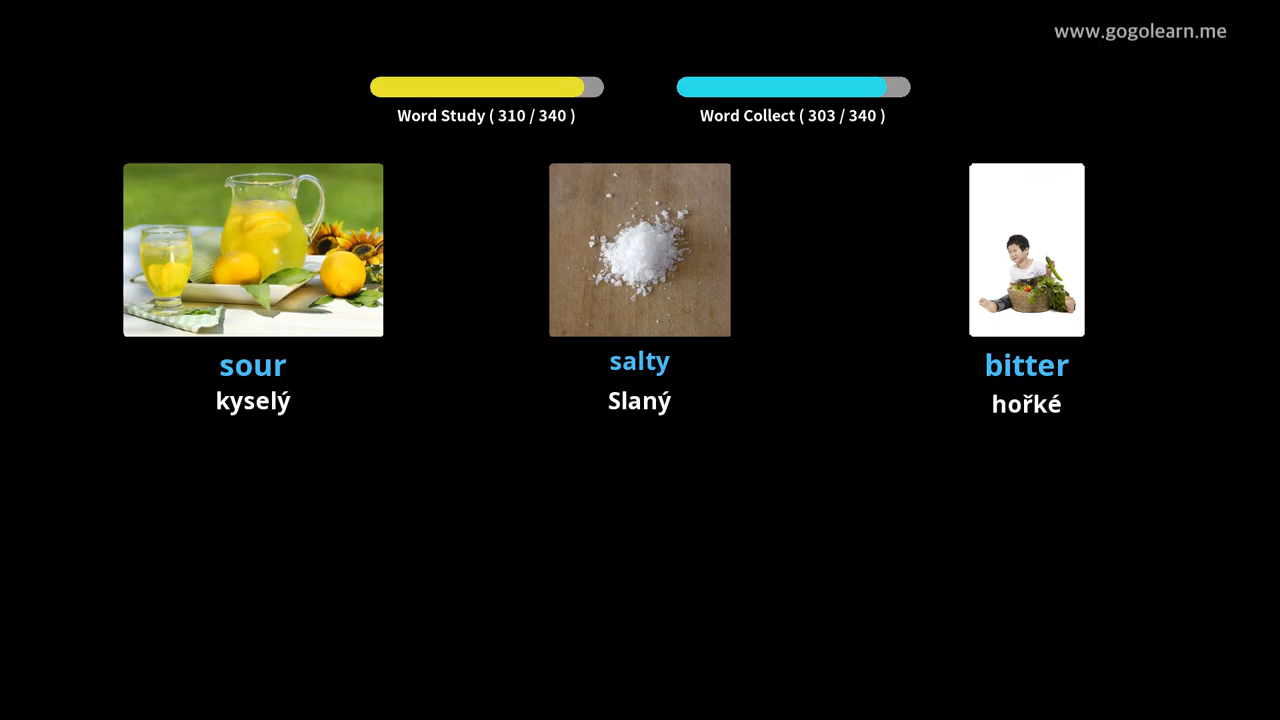 www.gogolearn.me
Word Study ( 310 / 340 )
Word Collect ( 303 / 340 )
sour
kyselý
salty
Slaný
bitter
hořké